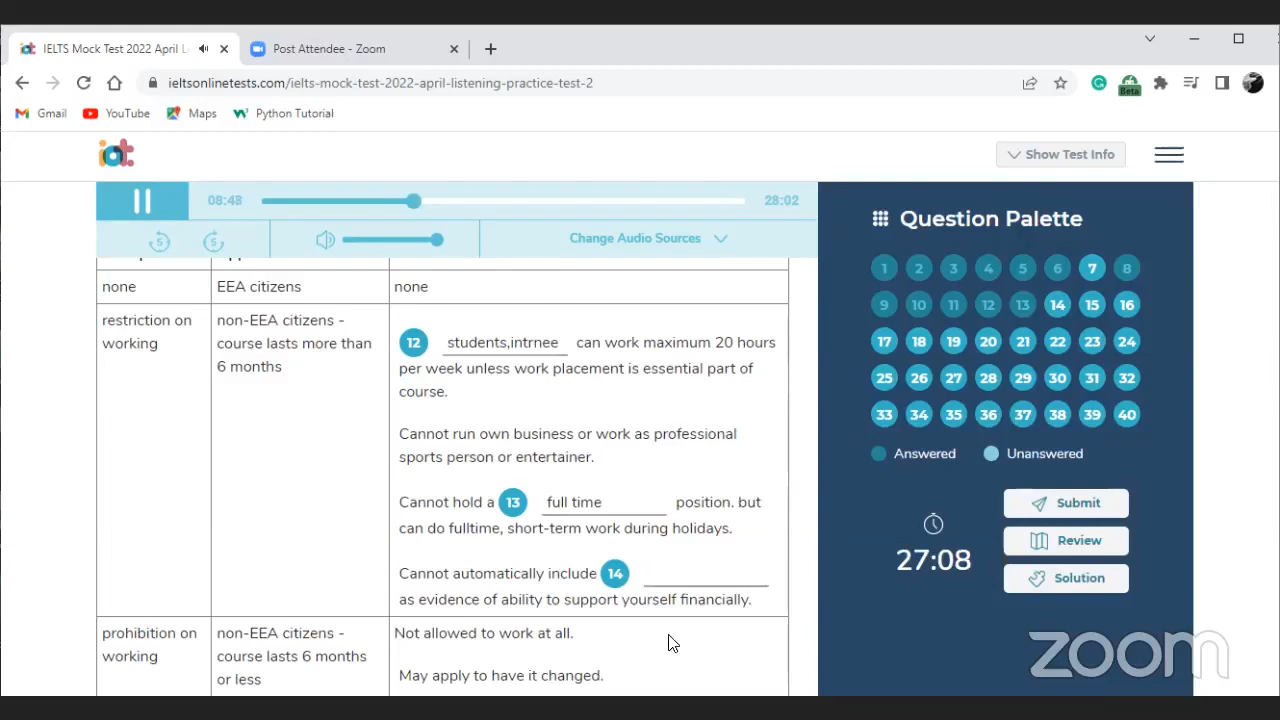 IELTS Mock Test 2022 April L
Post Attendee - Zoom
ieltsonlinetests.com/ielts-mock-test-2022-april-listening-practice-test-2
Beta
Gmail
YouTube
Maps
Python Tutorial
iot
Show Test Info
08:48
28:02
5
5
Change Audio Sources
none
EEA citizens
none
restriction on
working
non-EEA citizens -
course lasts more than
6 months
12 students,intrnee can work maximum 20 hours
per week unless work placement is essential part of
course.
Cannot run own business or work as professional
sports person or entertainer.
Cannot hold a 13 full time position. but
can do fulltime, short-term work during holidays.
Cannot automatically include 14
as evidence of ability to support yourself financially.
prohibition on
working
non-EEA citizens -
course lasts 6 months
or less
Not allowed to work at all.
May apply to have it changed.
Question Palette
1 2 3 4 5 6 7 8
9 10 11 12 13 14 15 16
17 18 19 20 21 22 23 24
25 26 27 28 29 30 31 32
33 34 35 36 37 38 39 40
Answered
Unanswered
27:08
Submit
Review
Solution
zoom